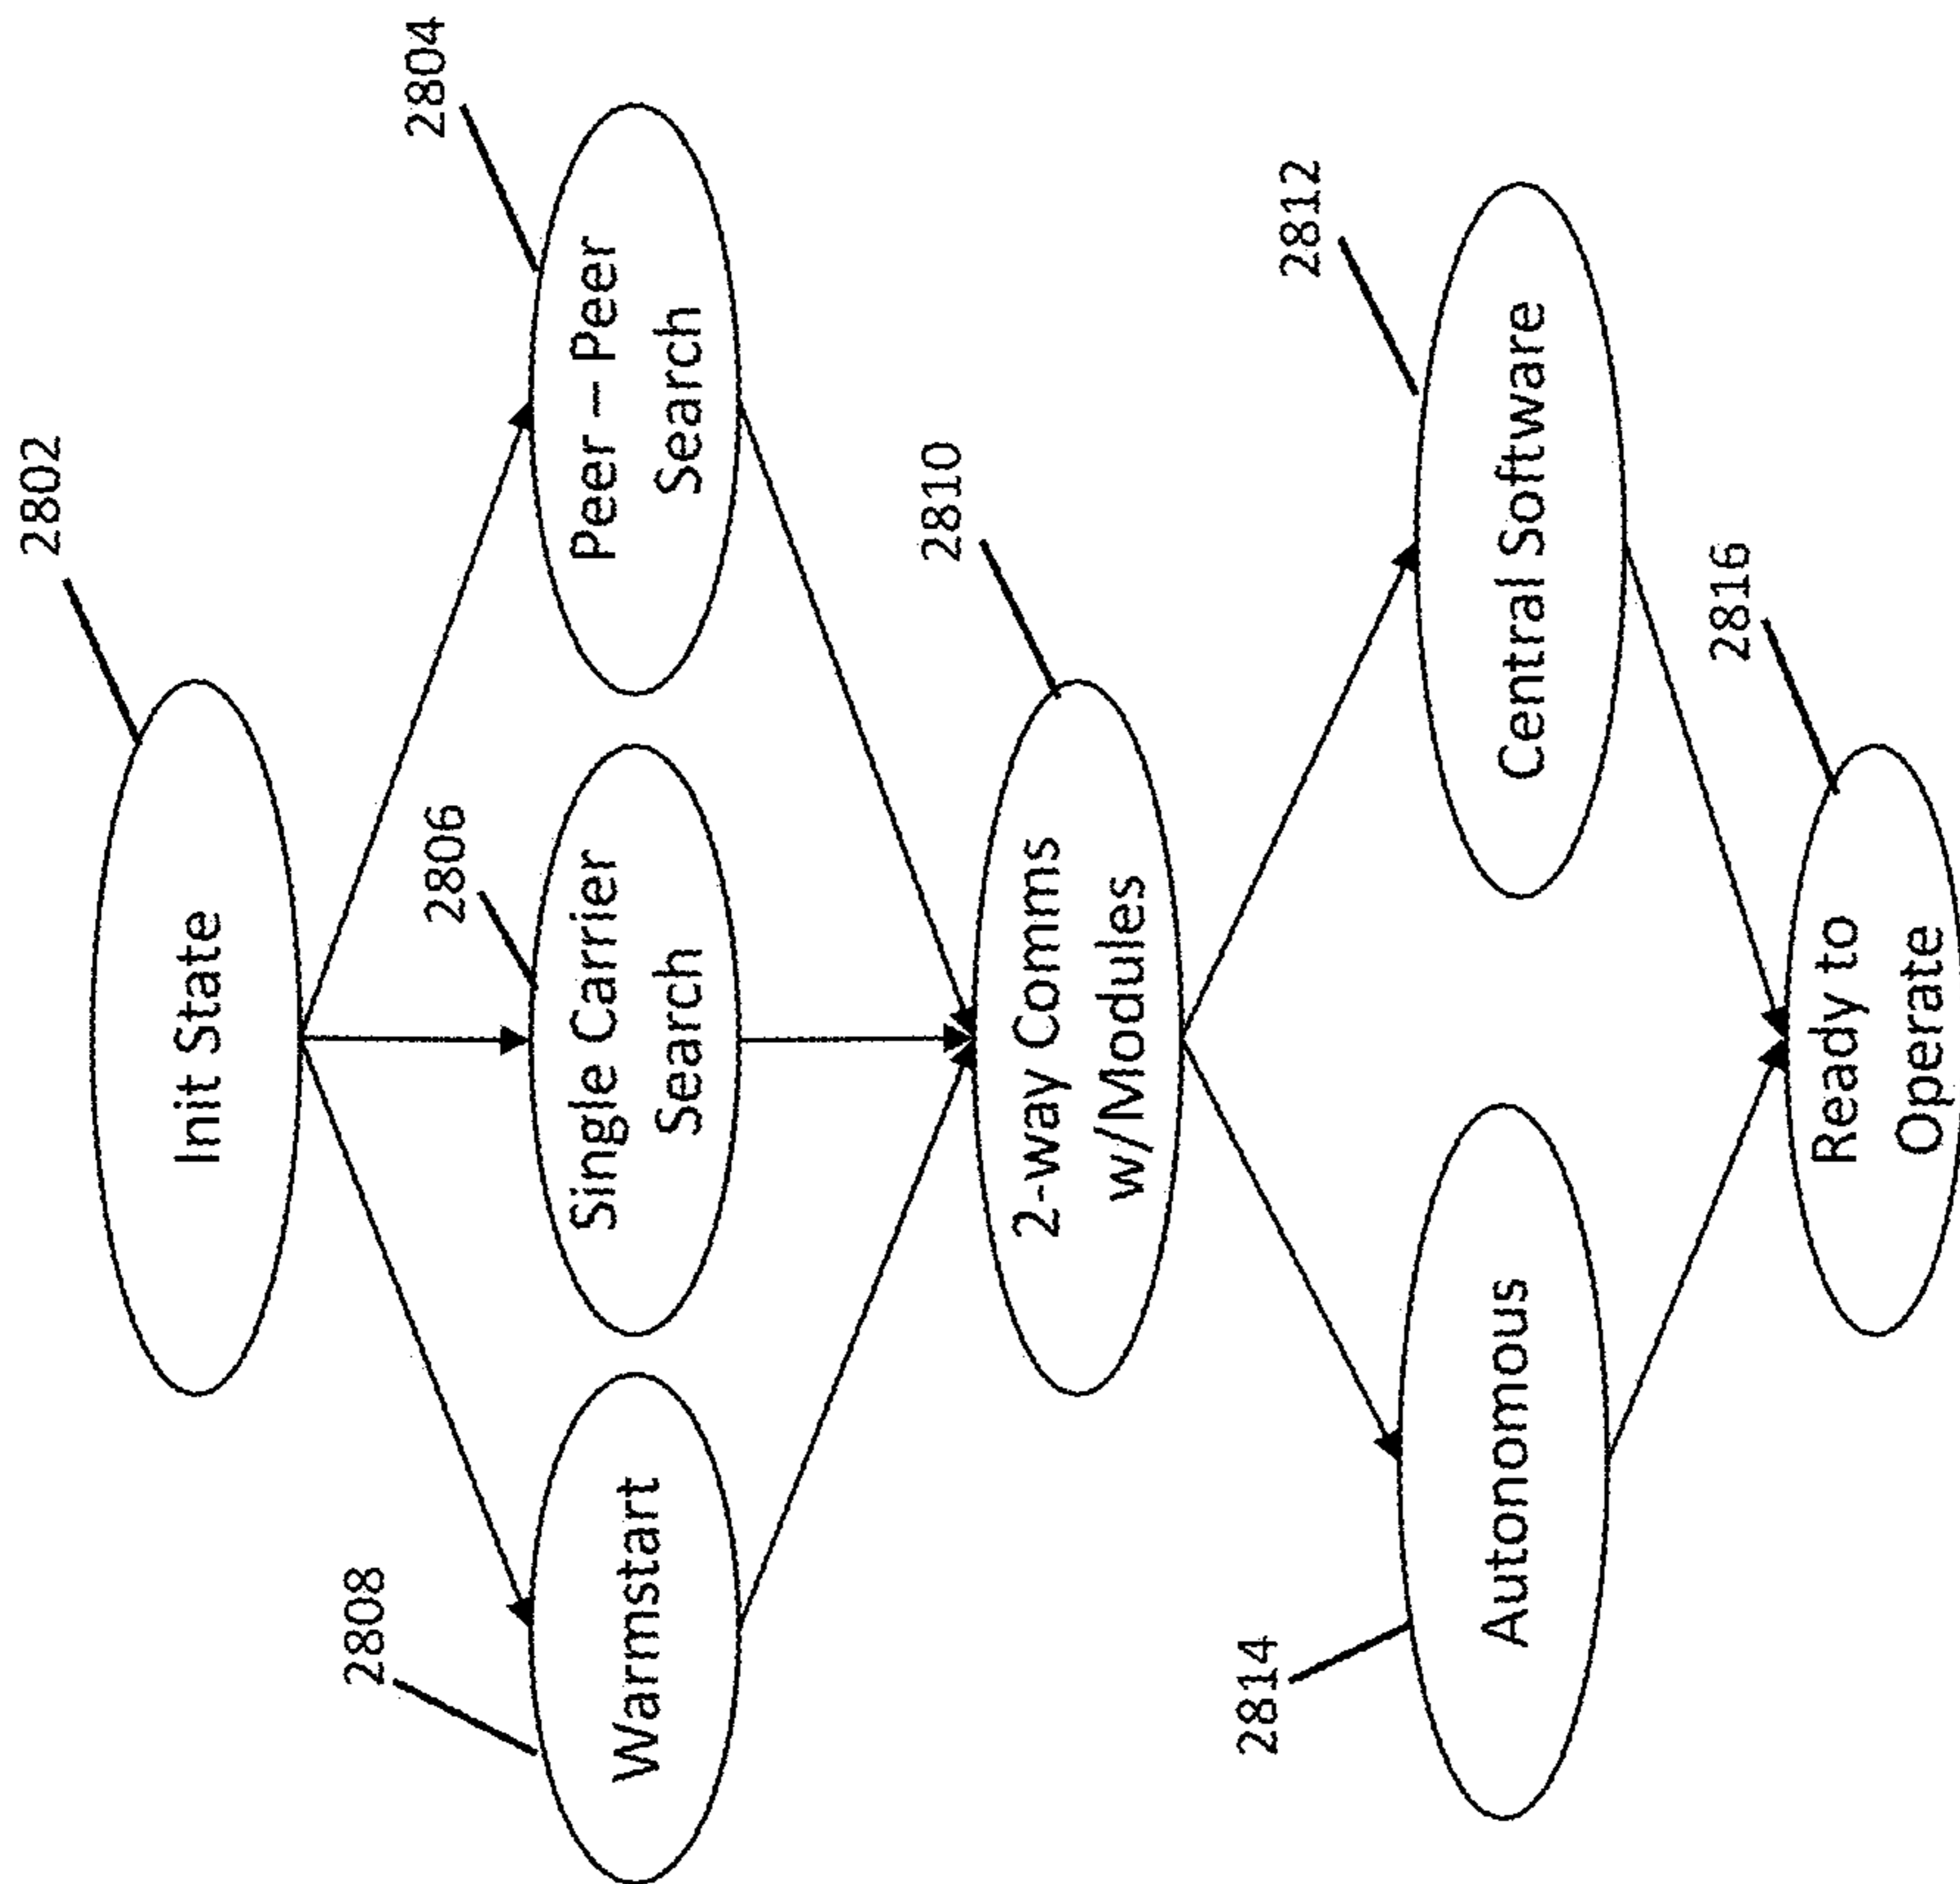 2802
Init State
2804
2806
2808
Peer – Peer
Search
Single Carrier
Search
Warmstart
2810
2-way Comms
w/Modules
2812
2814
Central Software
Autonomous
2816
Ready to
Operate